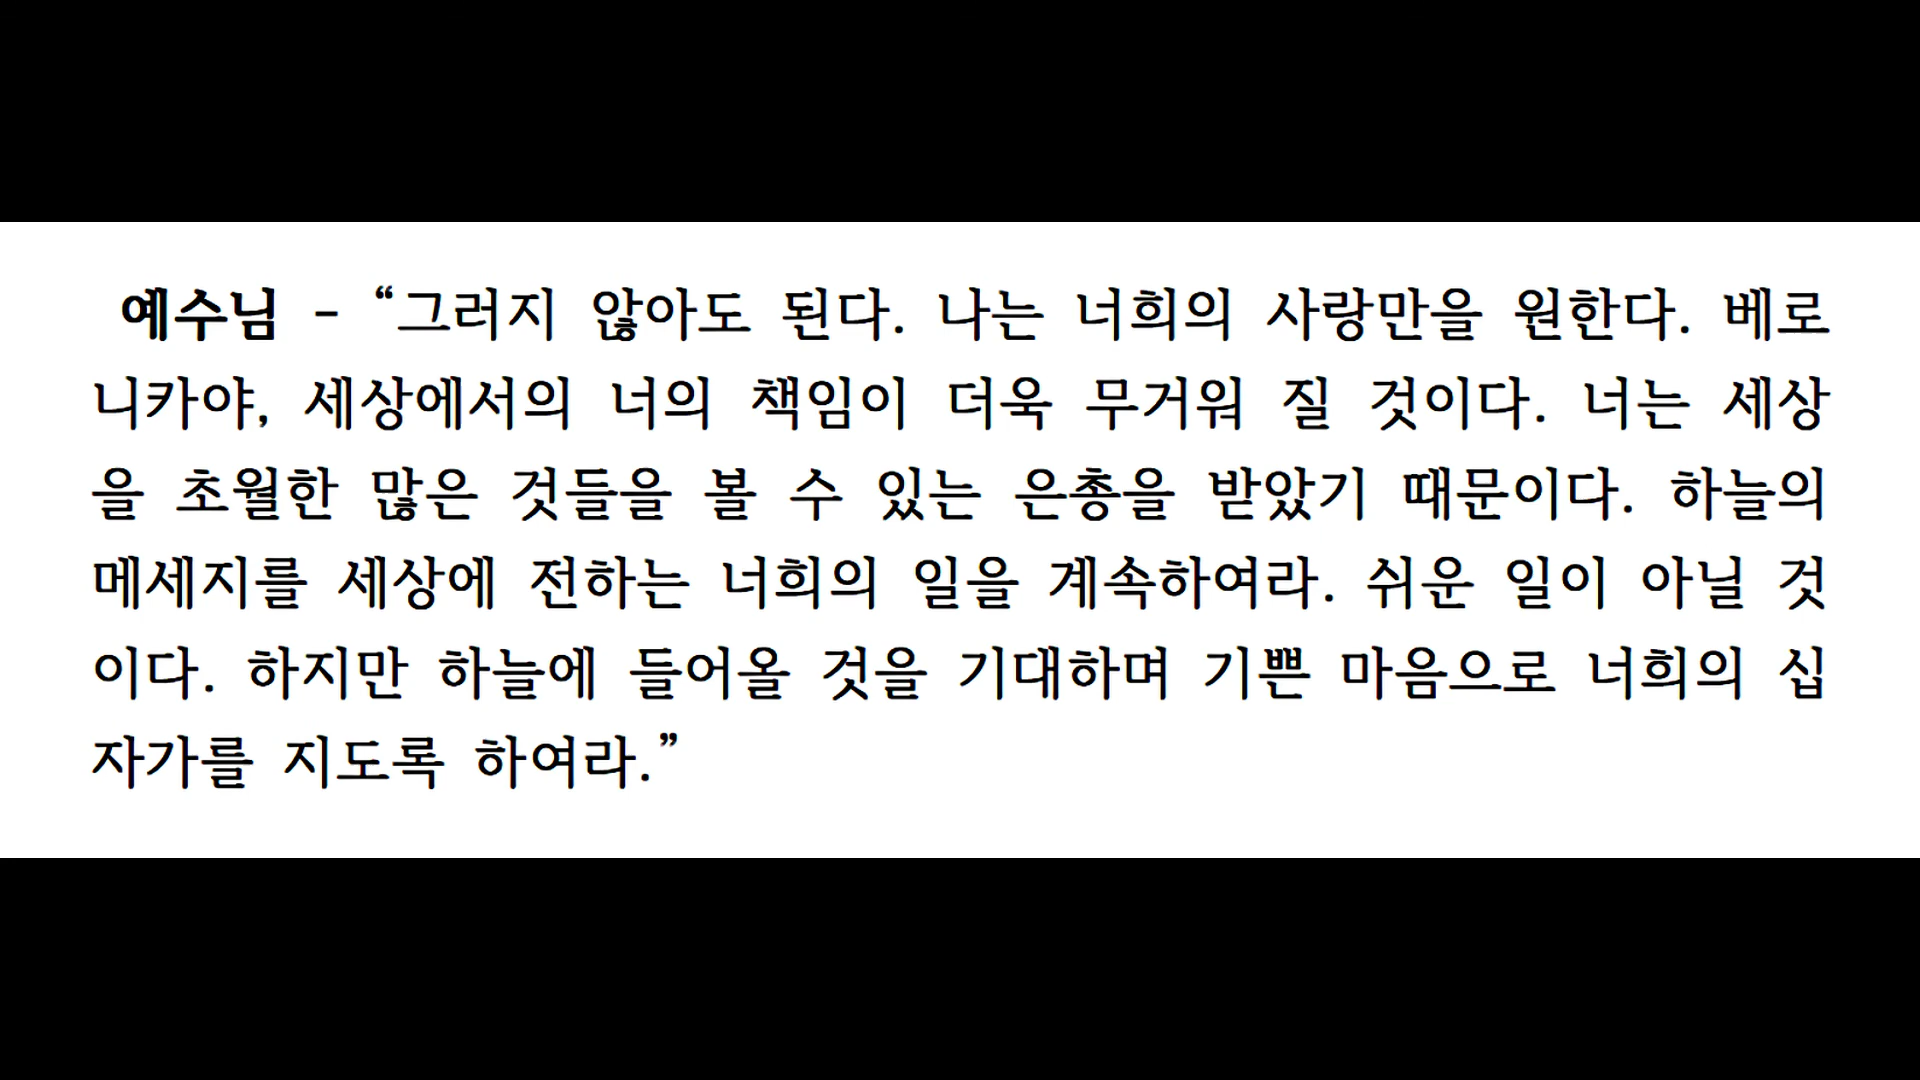 예수님 - “그러지 않아도 된다. 나는 너희의 사랑만을 원한다. 베로
니카야, 세상에서의 너의 책임이 더욱 무거워 질 것이다. 너는 세상
을 초월한 많은 것들을 볼 수 있는 은총을 받았기 때문이다. 하늘의
메세지를 세상에 전하는 너희의 일을 계속하여라. 쉬운 일이 아닐 것
이다. 하지만 하늘에 들어올 것을 기대하며 기쁜 마음으로 너희의 십
자가를 지도록 하여라.”